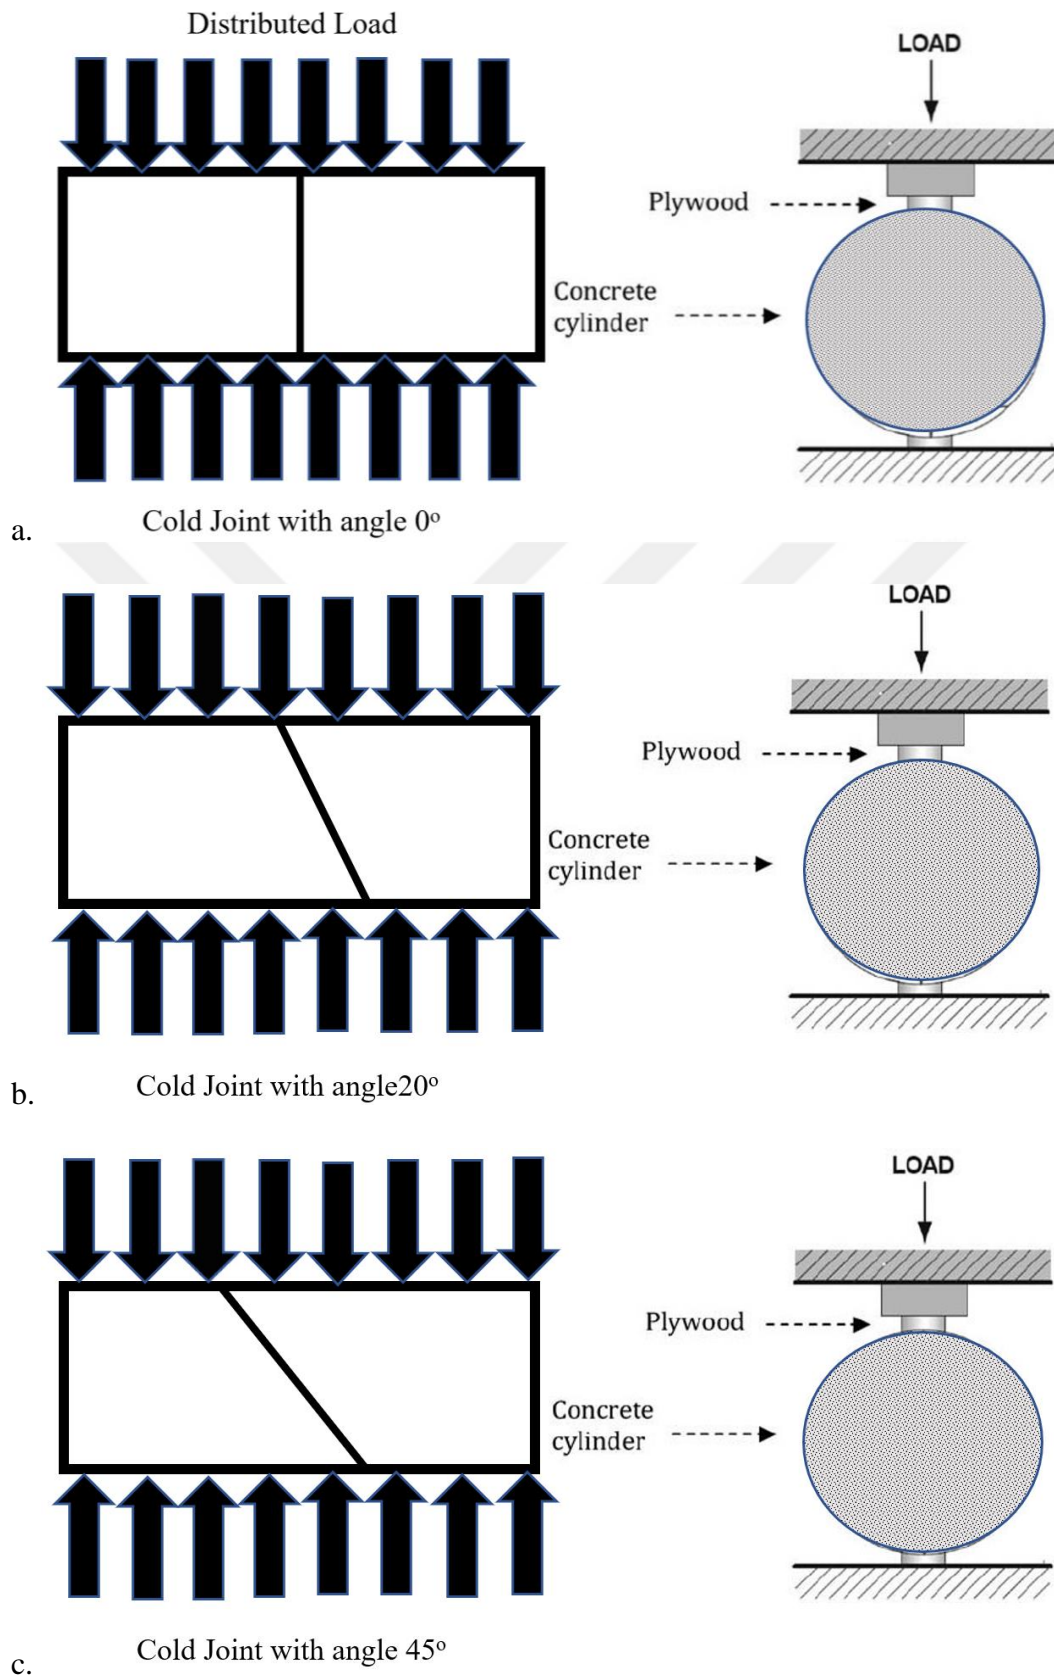 Distributed Load
LOAD
Plywood
Concrete
cylinder
a.
Cold Joint with angle 0°
LOAD
Plywood
Concrete
cylinder
b.
Cold Joint with angle20°
LOAD
Plywood
Concrete
cylinder
c.
Cold Joint with angle 45°